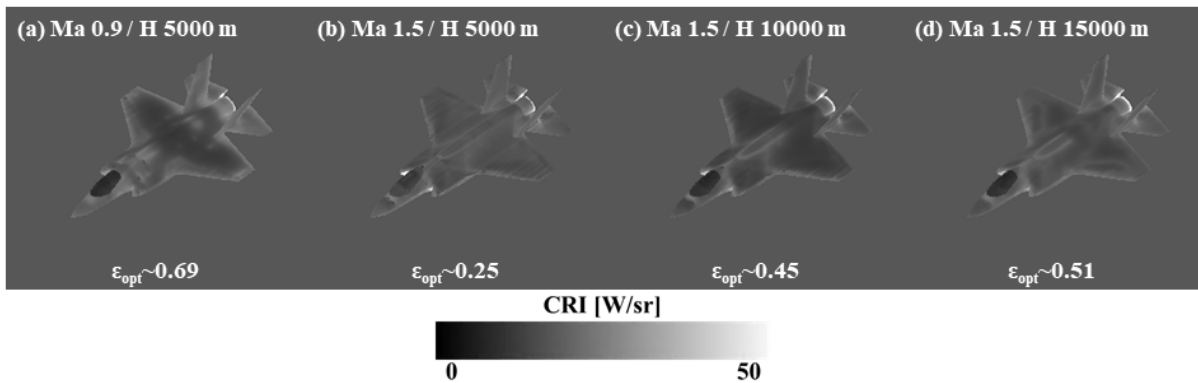 (a) Ma 0.9 / H 5000 m
(b) Ma 1.5 / H 5000 m
(c) Ma 1.5 / H 10000 m
(d) Ma 1.5 / H 15000 m
εopt~0.69
εopt~0.25
εopt~0.45
εopt~0.51
CRI [W/sr]
0
50